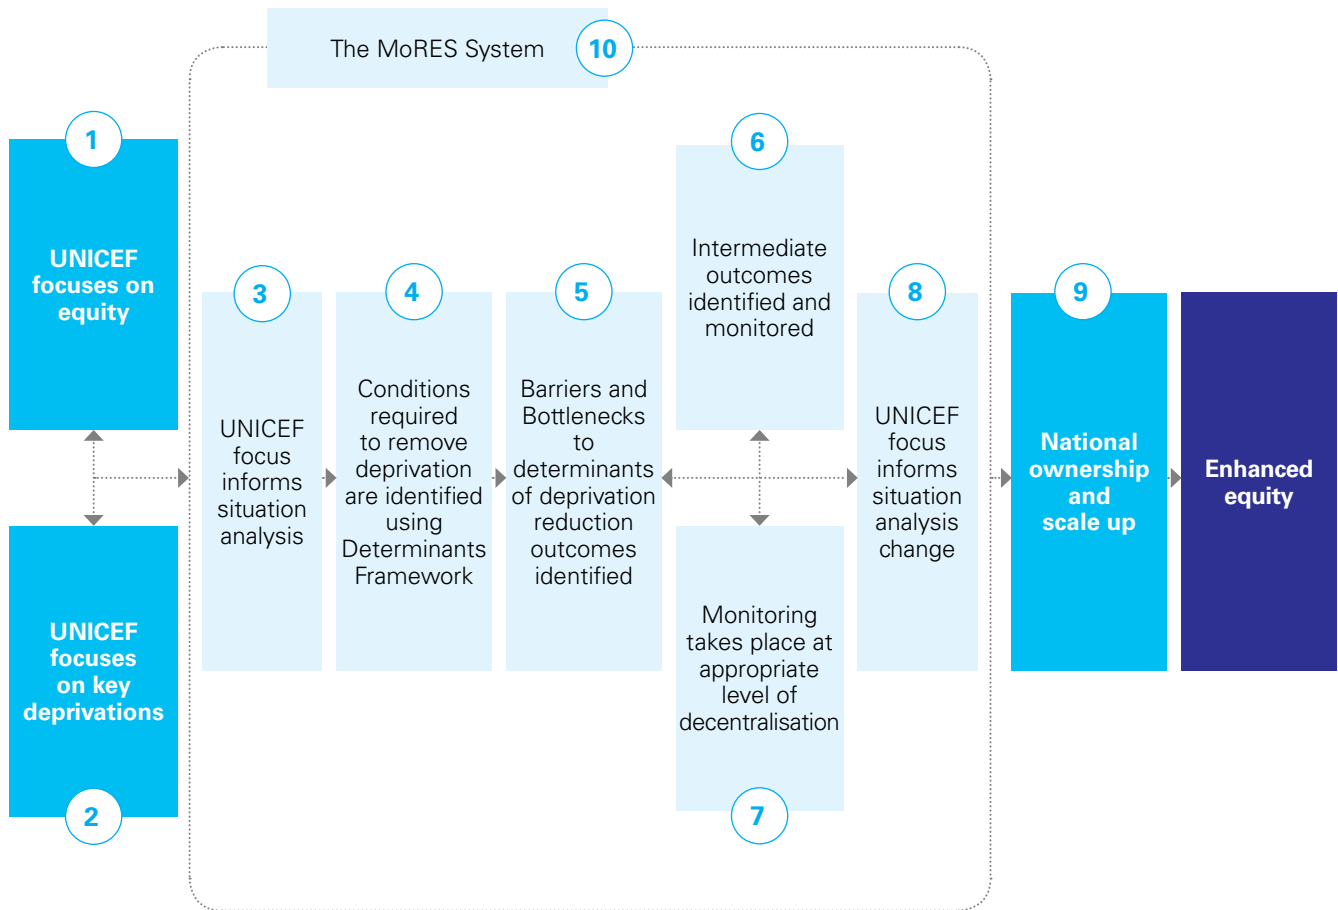 The MoRES System
10
1
UNICEF
focuses on
equity
2
UNICEF
focuses
on key
deprivations
3
UNICEF
focus
informs
situation
analysis
4
Conditions
required
to remove
deprivation
are identified
using
Determinants
Framework
5
Barriers and
Bottlenecks
to
determinants
of deprivation
reduction
outcomes
identified
6
Intermediate
outcomes
identified and
monitored
7
Monitoring
takes place at
appropriate
level of
decentralisation
8
UNICEF
focus
informs
situation
analysis
change
9
National
ownership
and
scale up
Enhanced
equity